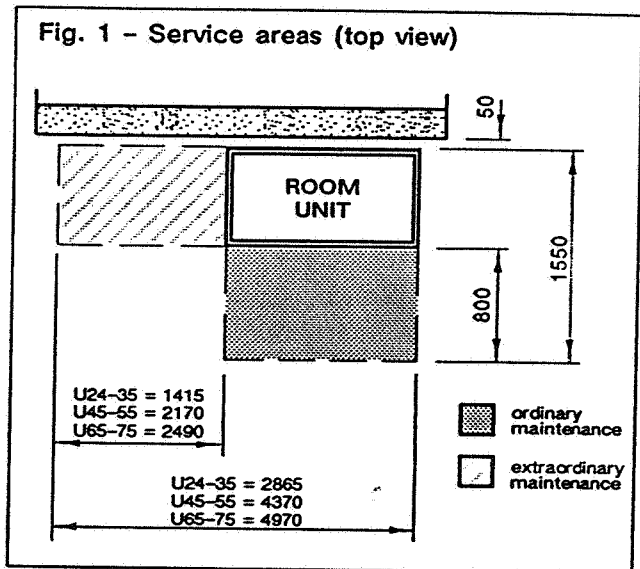 Fig. 1 – Service areas (top view)
50
ROOM
UNIT
1550
800
U24–35 = 1415
U45–55 = 2170
U65–75 = 2490
ordinary
maintenance
extraordinary
maintenance
U24–35 = 2865
U45–55 = 4370
U65–75 = 4970